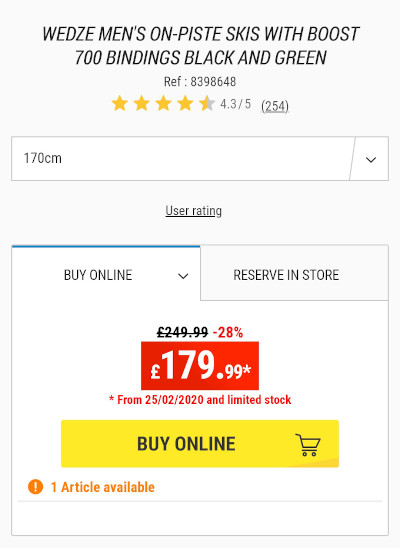 WEDZE MEN'S ON-PISTE SKIS WITH BOOST
700 BINDINGS BLACK AND GREEN
Ref : 8398648
4.3/5 (254)
170cm
User rating
BUY ONLINE RESERVE IN STORE
£249.99 -28%
£179.99*
* From 25/02/2020 and limited stock
BUY ONLINE
1 Article available